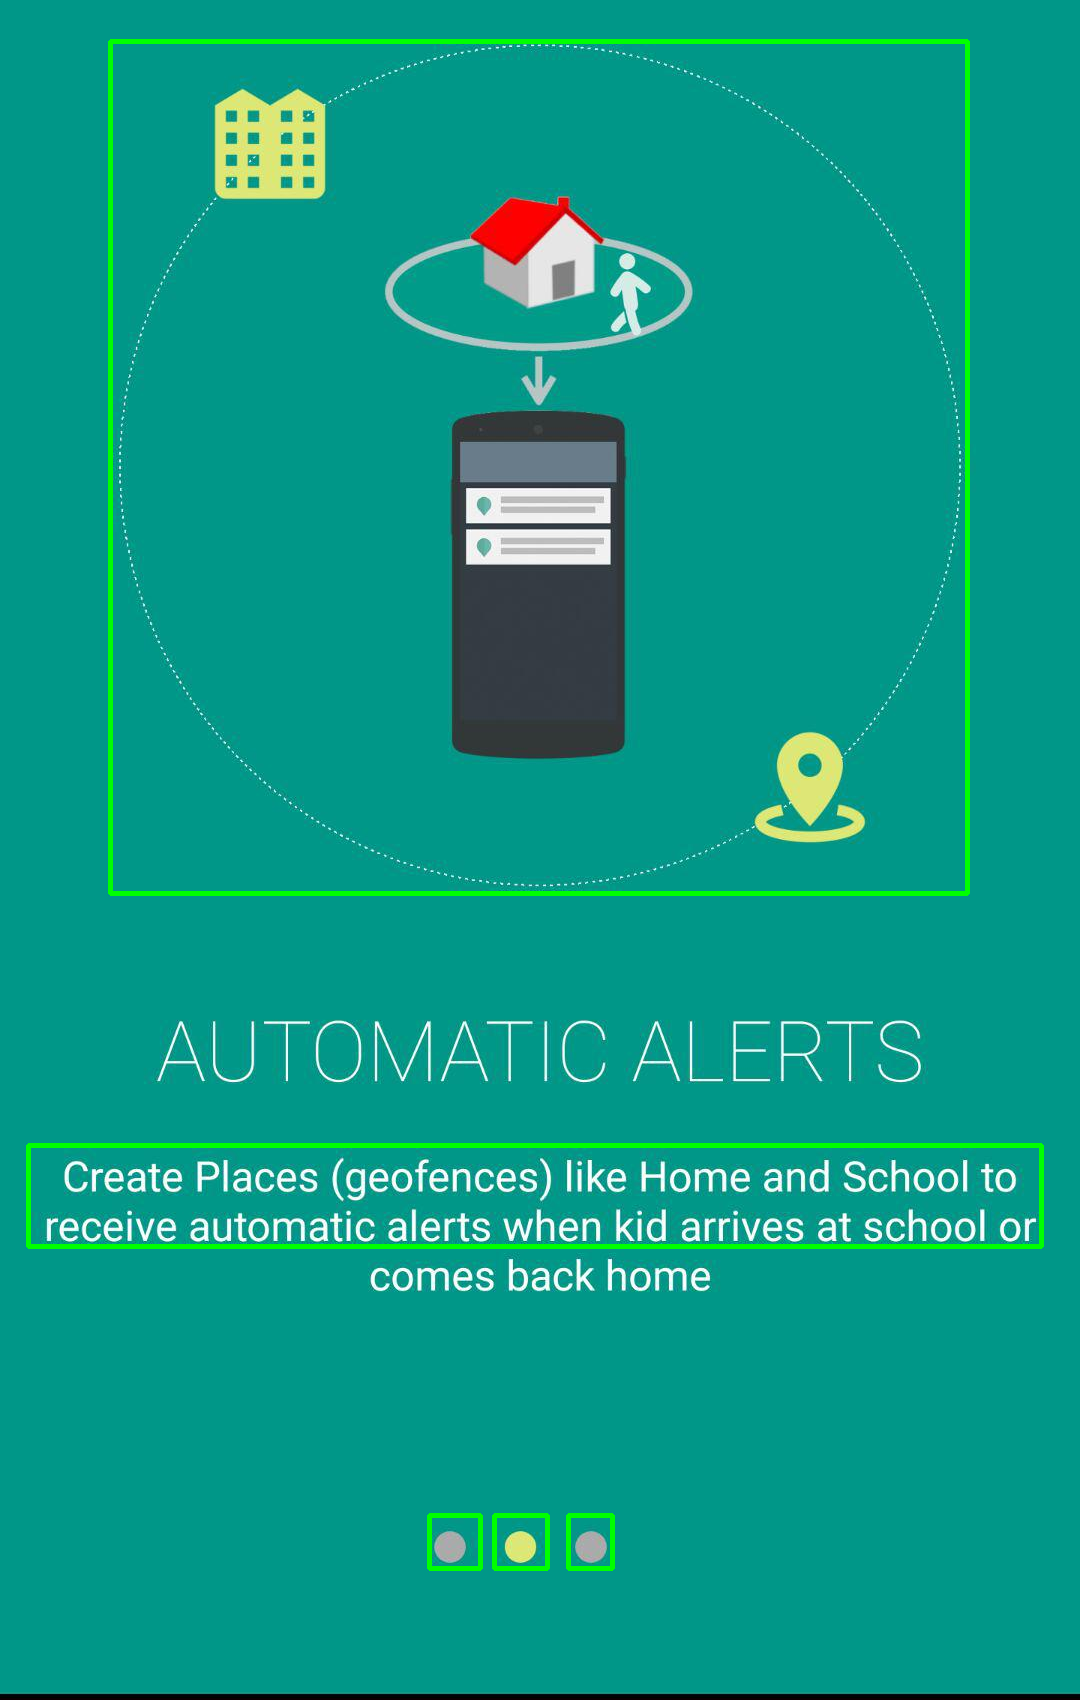 AUTOMATIC ALERTS
Create Places (geofences) like Home and School to
receive automatic alerts when kid arrives at school or
comes back home